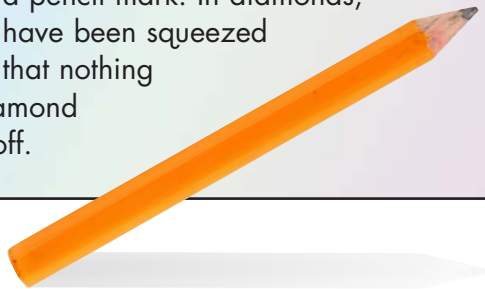 a pencil mark. In diamonds,
have been squeezed
that nothing
amond
off.